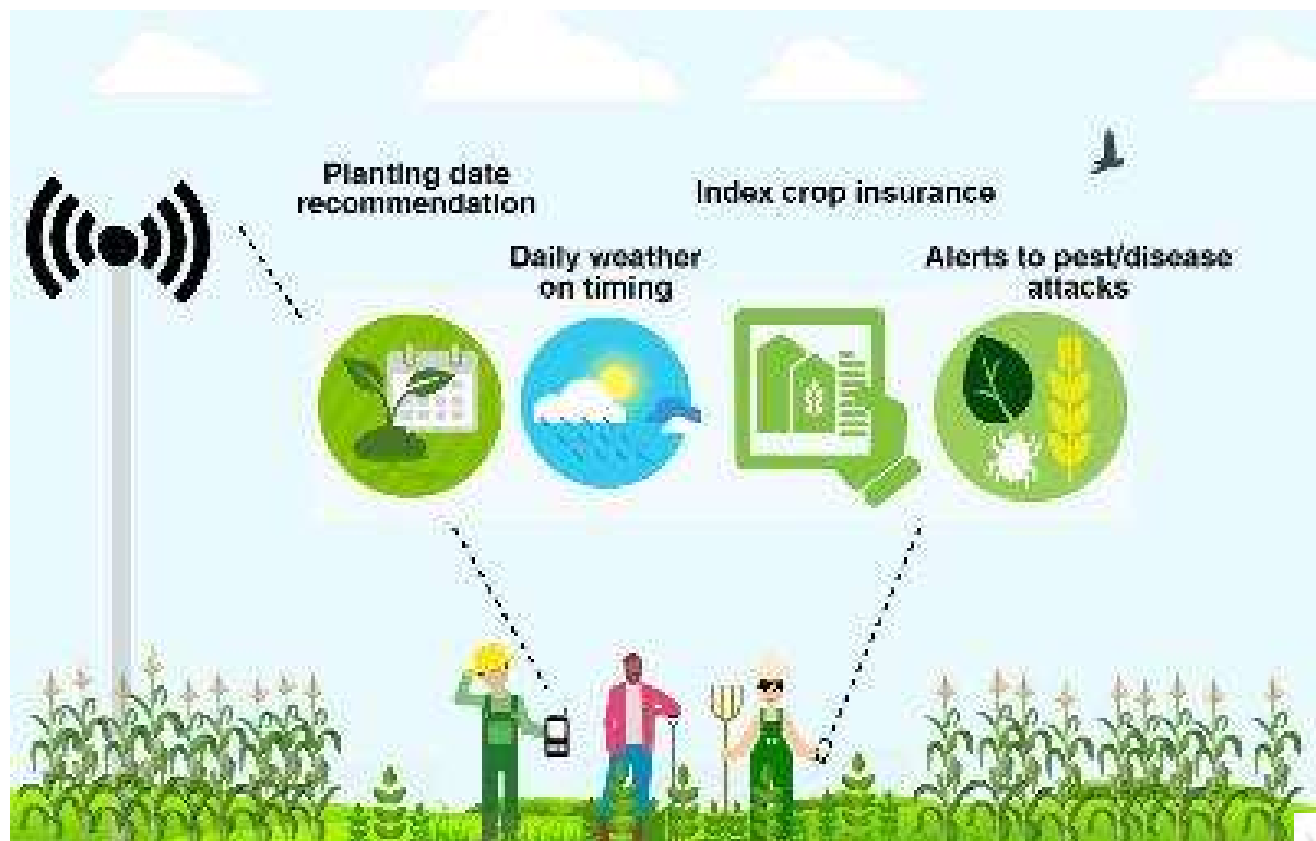 Planting date
recommendation
Daily weather
on timing
Index crop insurance
Alerts to pest/disease
attacks